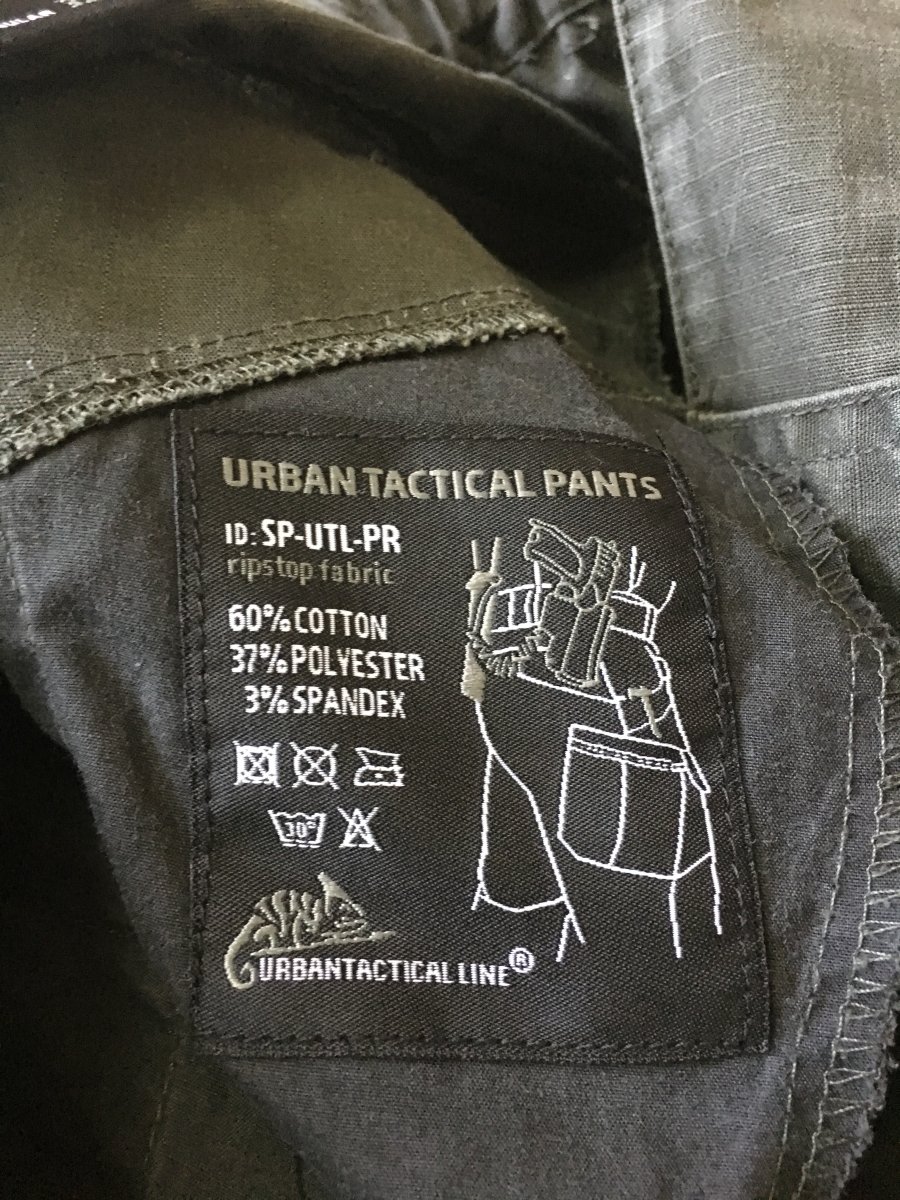 URBAN TACTICAL PANTS
ID: SP-UTL-PR
ripstop fabric
60% COTTON
37% POLYESTER
3% SPANDEX
30°
URBANTACTICAL LINE®